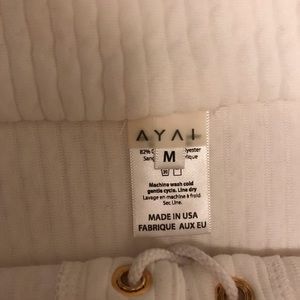 AYAI
82%
M
Machine wash cold
gentle cycle. Line dry
Lavage en machine à froid
Sec Line.
MADE IN USA
FABRIQUE AUX EU